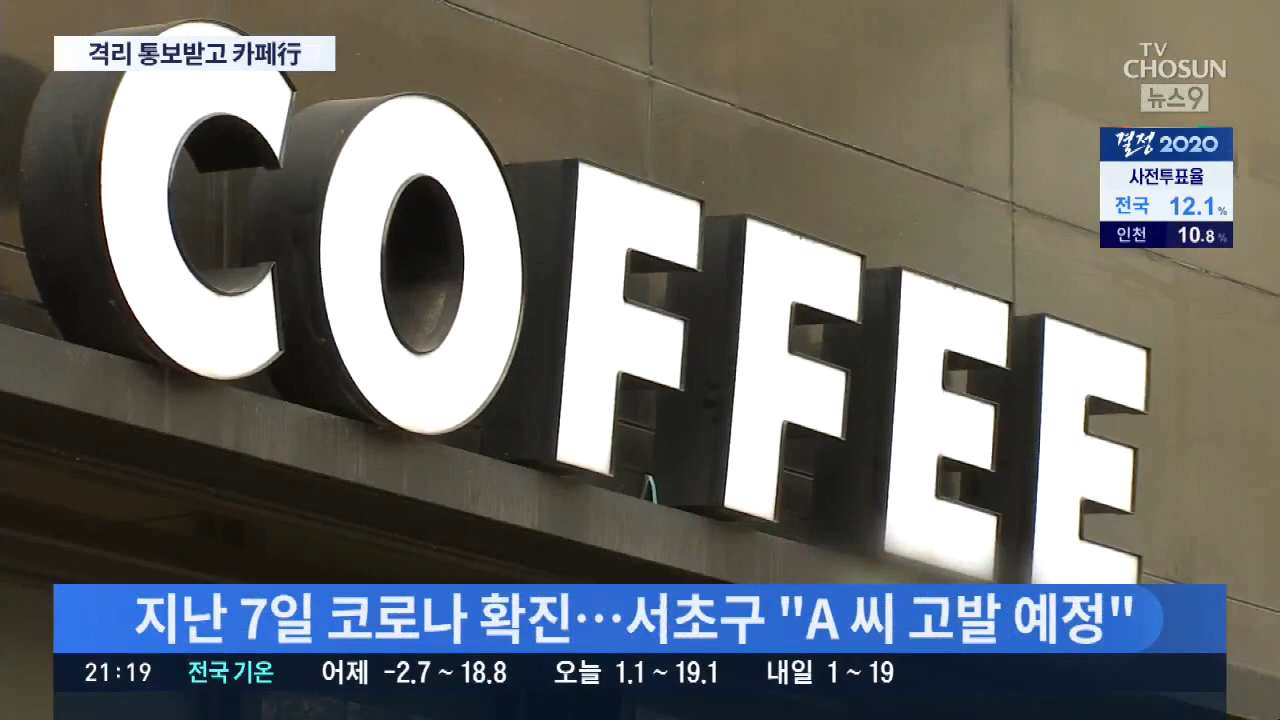 격리 통보받고 카페行
TV
CHOSUN
뉴스9
결정 2020
사전투표율
전국 12.1%
인천 10.8%
COFFEE
지난 7일 코로나 확진…서초구 "A 씨 고발 예정"
21:19 전국 기온 어제 -2.7 ~ 18.8 오늘 1.1 ~ 19.1 내일 1 ~ 19